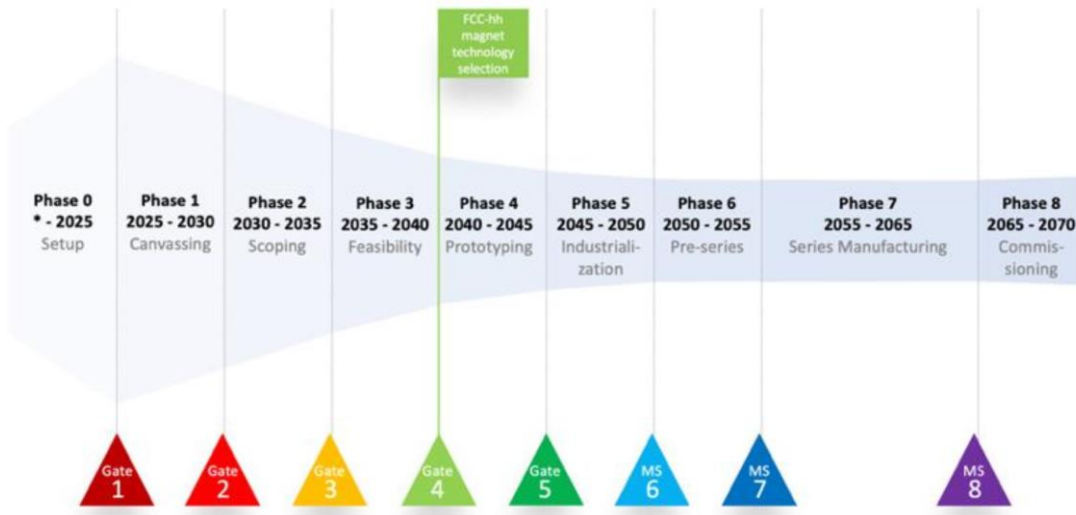 FCC-hh
magnet
technology
selection
Phase 0
* - 2025
Setup
Phase 1
2025 - 2030
Canvassing
Phase 2
2030 - 2035
Scoping
Phase 3
2035 - 2040
Feasibility
Phase 4
2040 - 2045
Prototyping
Phase 5
2045 - 2050
Industriali-
zation
Phase 6
2050 - 2055
Pre-series
Phase 7
2055 - 2065
Series Manufacturing
Phase 8
2065 - 2070
Commis-
sioning
Gate
1
Gate
2
Gate
3
Gate
4
Gate
5
MS
6
MS
7
MS
8